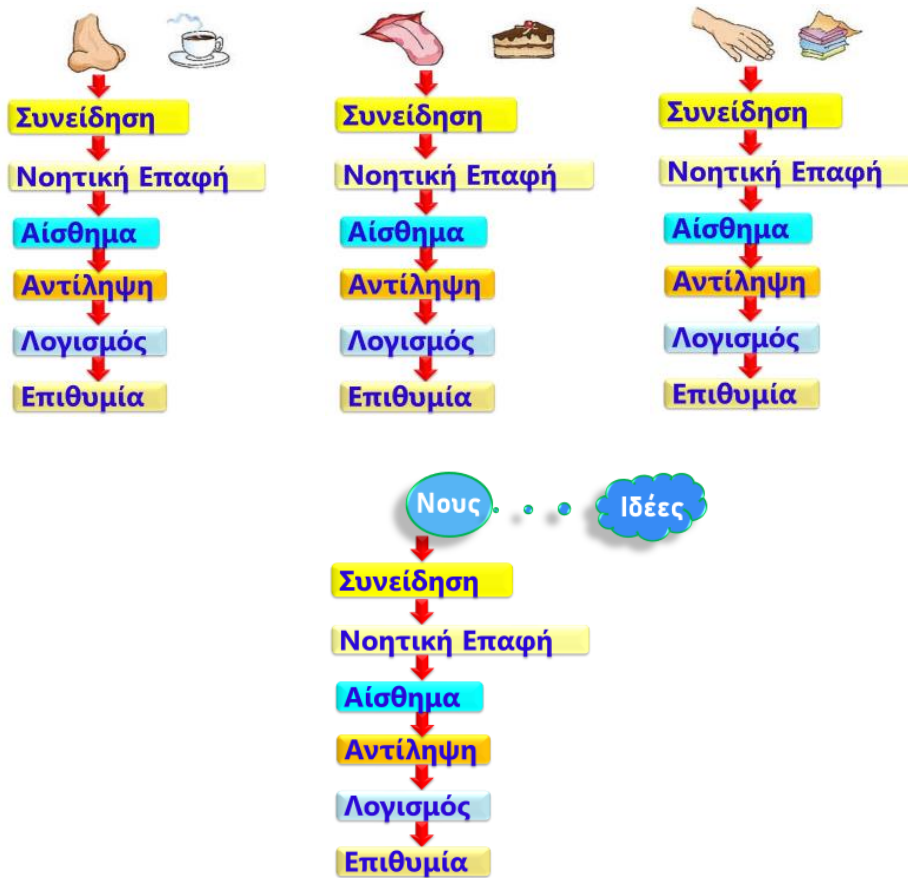 Συνείδηση
Νοητική Επαφή
Αίσθημα
Αντίληψη
Λογισμός
Επιθυμία
Συνείδηση
Νοητική Επαφή
Αίσθημα
Αντίληψη
Λογισμός
Επιθυμία
Συνείδηση
Νοητική Επαφή
Αίσθημα
Αντίληψη
Λογισμός
Επιθυμία
Νους
Ιδέες
Συνείδηση
Νοητική Επαφή
Αίσθημα
Αντίληψη
Λογισμός
Επιθυμία